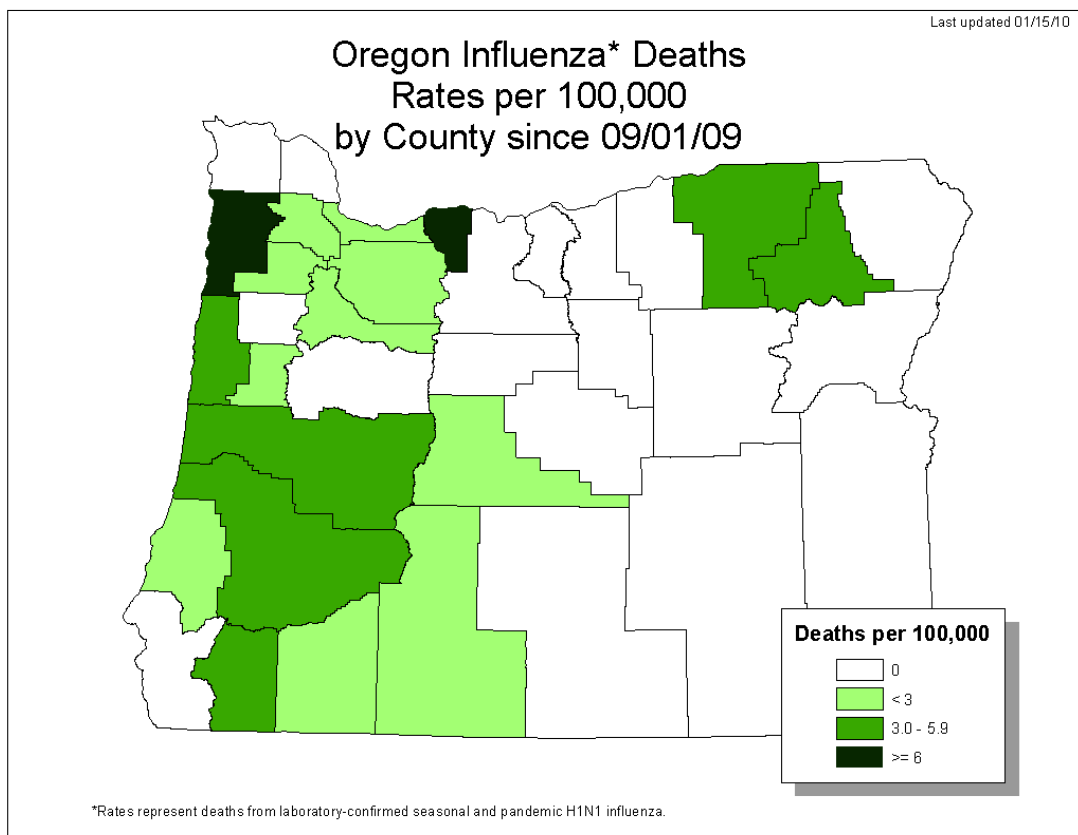 Last updated 01/15/10
Oregon Influenza* Deaths
Rates per 100,000
by County since 09/01/09
Deaths per 100,000
0
< 3
3.0 - 5.9
>= 6
*Rates represent deaths from laboratory-confirmed seasonal and pandemic H1N1 influenza.